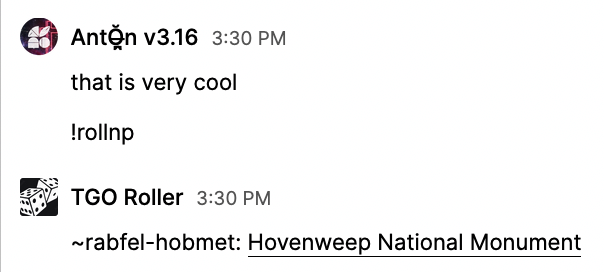 AntǑ̰n v3.16 3:30 PM
that is very cool
!rollnp
TGO Roller 3:30 PM
~rabfel-hobmet: Hovenweep National Monument